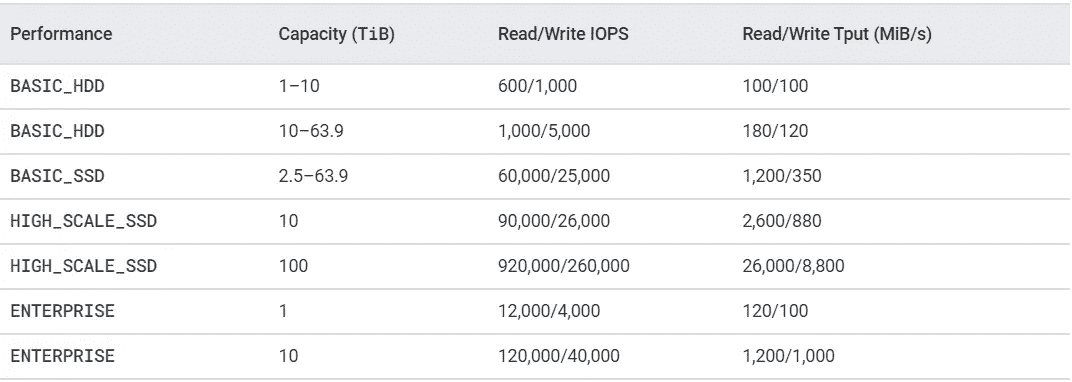 Performance Capacity (TiB) Read/Write IOPS Read/Write Tput (MiB/s)
BASIC_HDD 1–10 600/1,000 100/100
BASIC_HDD 10–63.9 1,000/5,000 180/120
BASIC_SSD 2.5–63.9 60,000/25,000 1,200/350
HIGH_SCALE_SSD 10 90,000/26,000 2,600/880
HIGH_SCALE_SSD 100 920,000/260,000 26,000/8,800
ENTERPRISE 1 12,000/4,000 120/100
ENTERPRISE 10 120,000/40,000 1,200/1,000